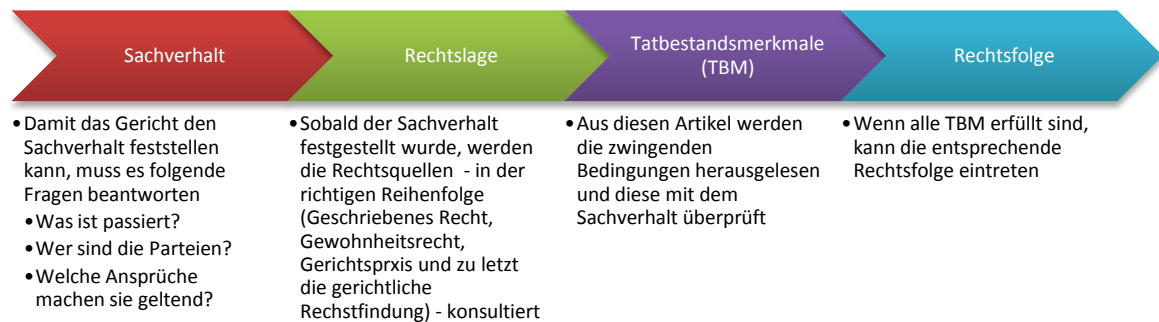 Sachverhalt
Rechtslage
Tatbestandsmerkmale
(TBM)
Rechtsfolge
•Damit das Gericht den
Sachverhalt feststellen
kann, muss es folgende
Fragen beantworten
•Was ist passiert?
•Wer sind die Parteien?
•Welche Ansprüche
machen sie geltend?
•Sobald der Sachverhalt
festgestellt wurde, werden
die Rechtsquellen - in der
richtigen Reihenfolge
(Geschriebenes Recht,
Gewohnheitsrecht,
Gerichtsprxis und zu letzt
die gerichtliche
Rechstfindung) - konsultiert
•Aus diesen Artikel werden
die zwingenden
Bedingungen herausgelesen
und diese mit dem
Sachverhalt überprüft
•Wenn alle TBM erfüllt sind,
kann die entsprechende
Rechtsfolge eintreten